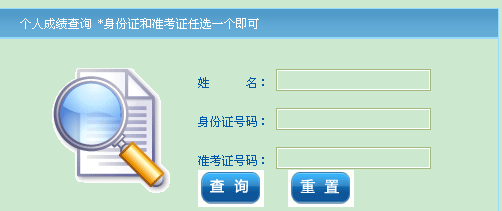 个人成绩查询 *身份证和准考证任选一个即可
姓 名：
身份证号码：
准考证号码：
查 询 重 置